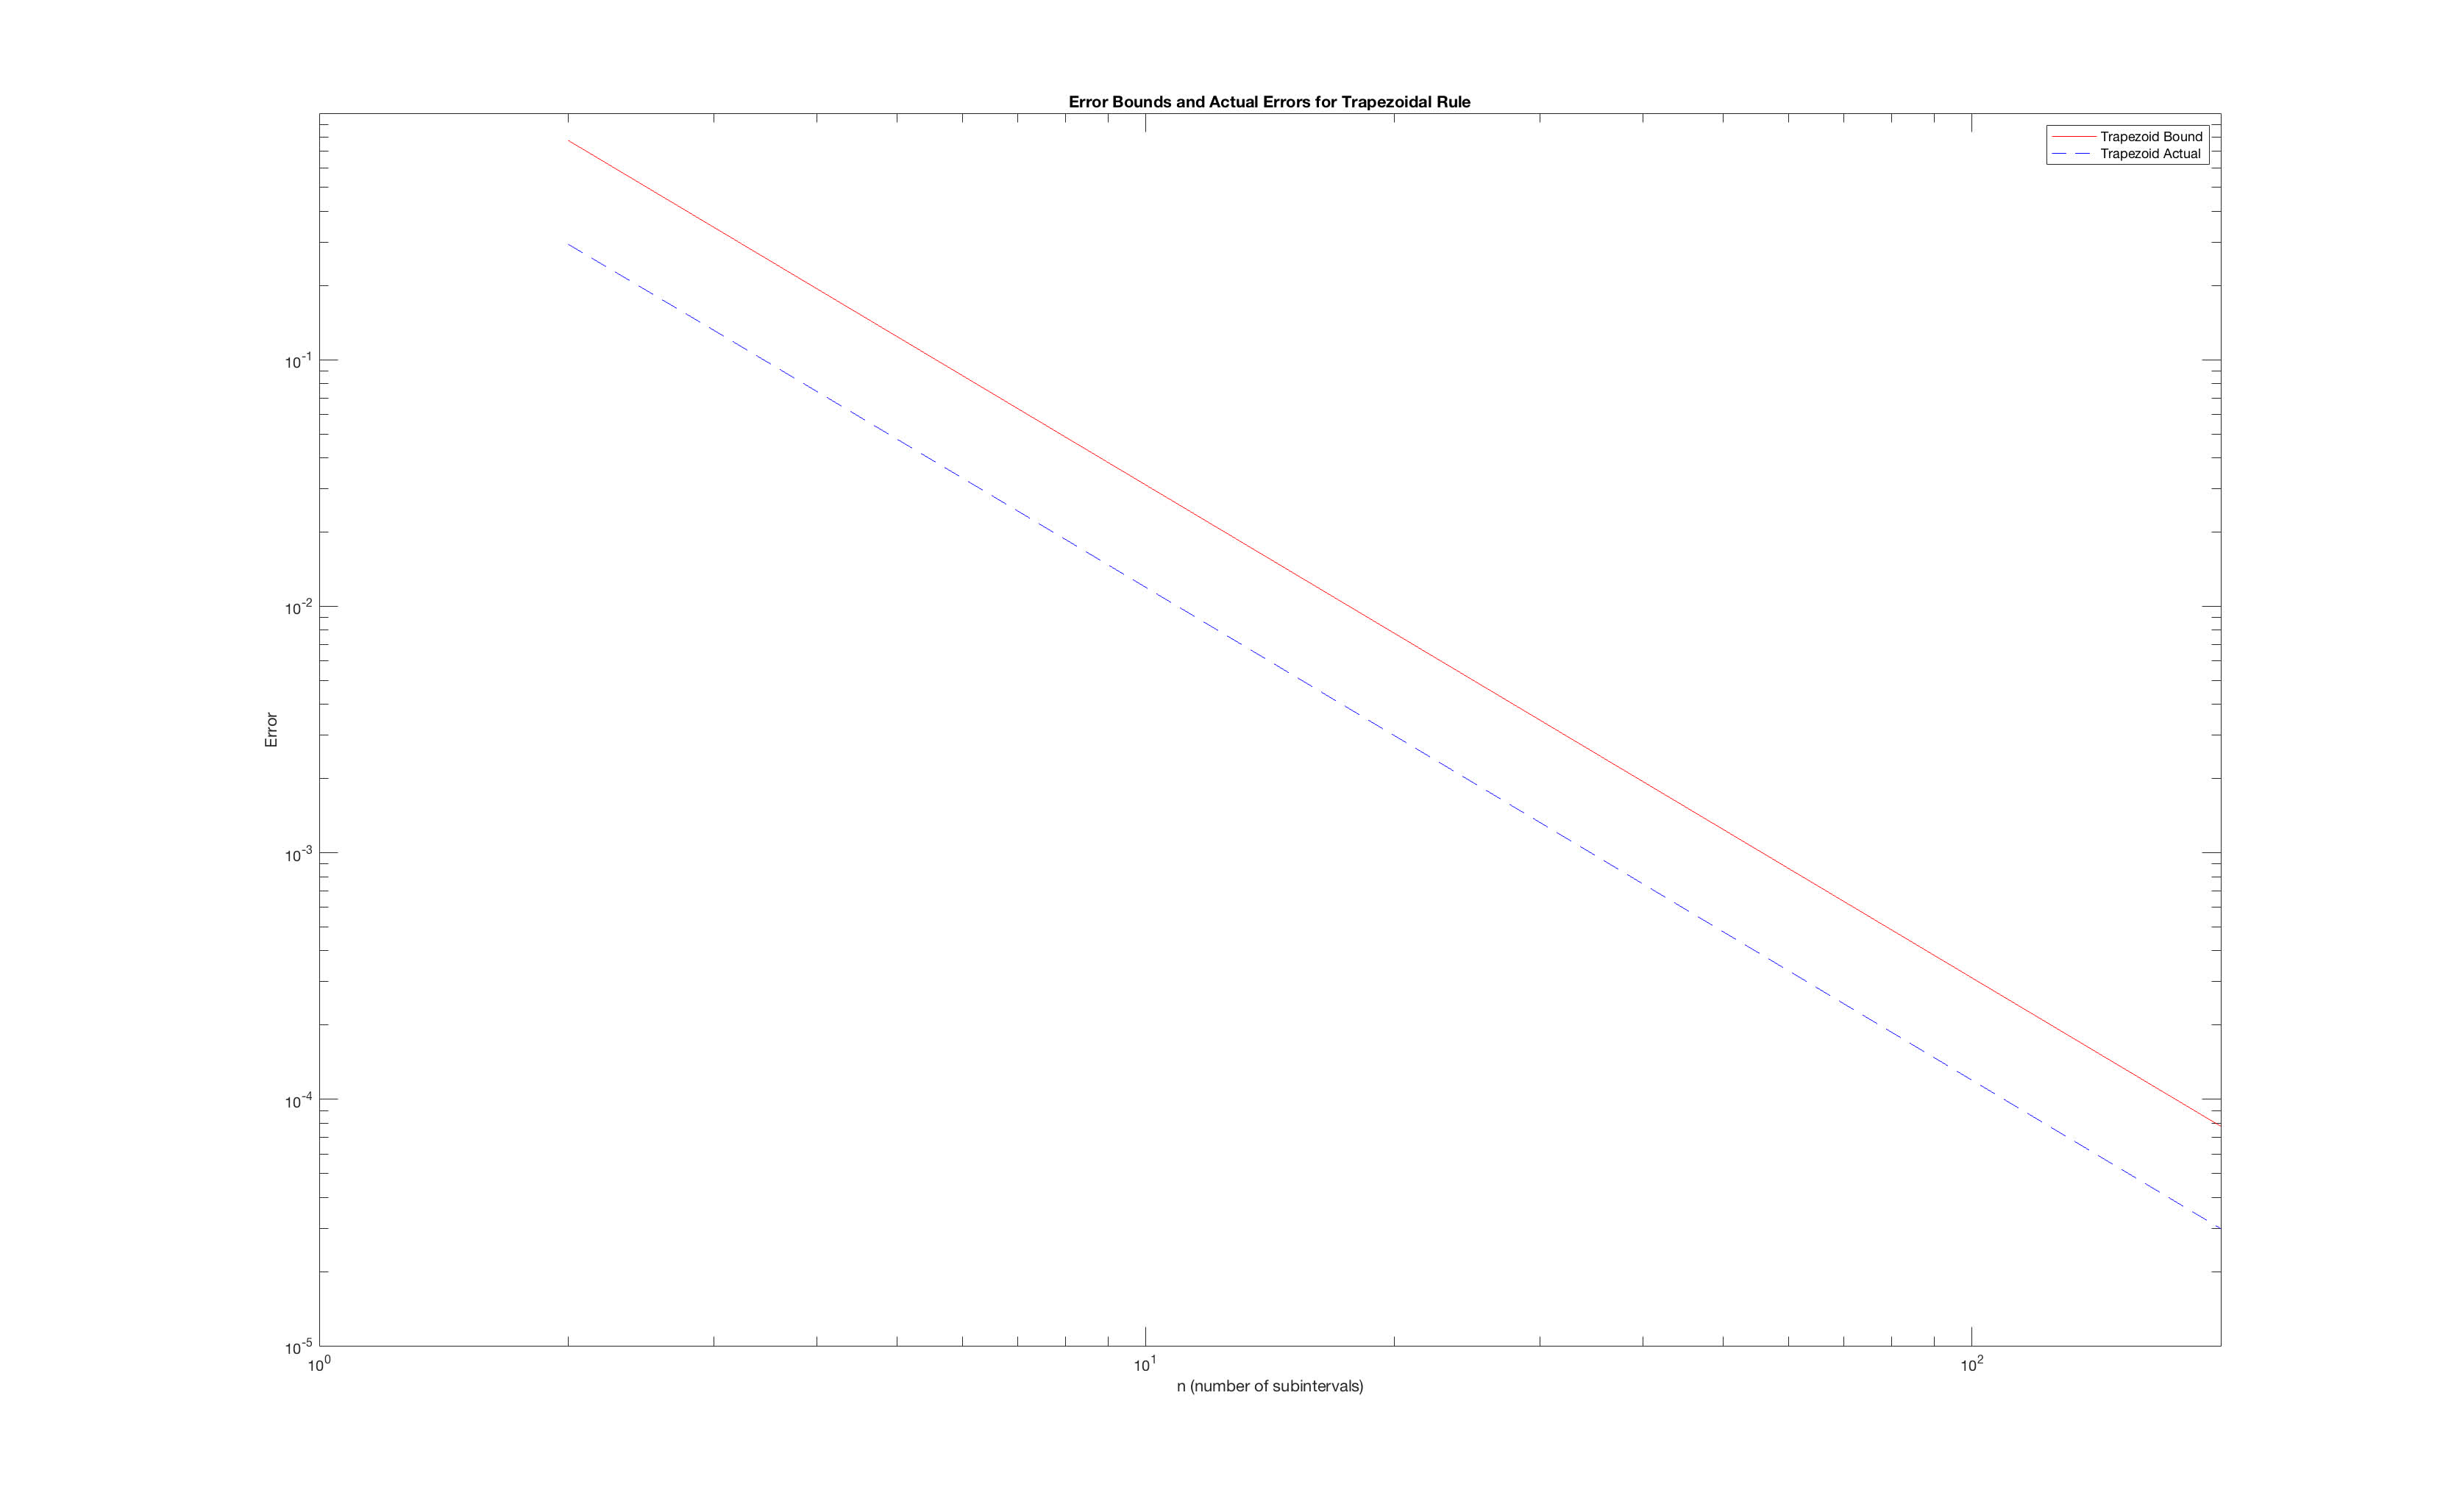 Error Bounds and Actual Errors for Trapezoidal Rule
Trapezoid Bound
Trapezoid Actual
10^-1
10^-2
10^-3
10^-4
10^-5
Error
10^0
10^1
10^2
n (number of subintervals)